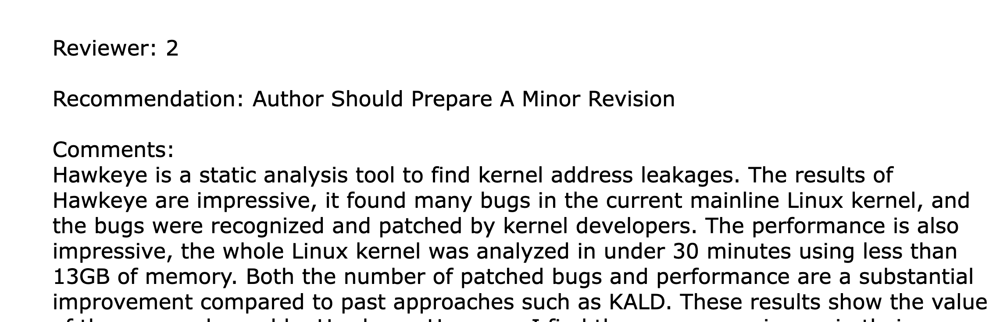 Reviewer: 2
Recommendation: Author Should Prepare A Minor Revision
Comments:
Hawkeye is a static analysis tool to find kernel address leakages. The results of
Hawkeye are impressive, it found many bugs in the current mainline Linux kernel, and
the bugs were recognized and patched by kernel developers. The performance is also
impressive, the whole Linux kernel was analyzed in under 30 minutes using less than
13GB of memory. Both the number of patched bugs and performance are a substantial
improvement compared to past approaches such as KALD. These results show the value